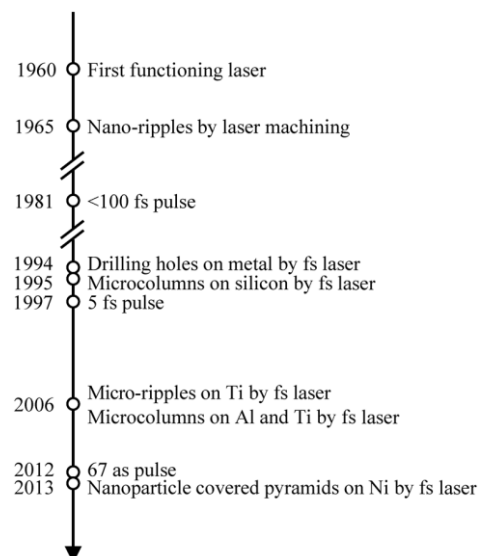 1960 First functioning laser
1965 Nano-ripples by laser machining
1981 <100 fs pulse
1994 Drilling holes on metal by fs laser
1995 Microcolumns on silicon by fs laser
1997 5 fs pulse
Micro-ripples on Ti by fs laser
2006
Microcolumns on Al and Ti by fs laser
2012 67 as pulse
2013 Nanoparticle covered pyramids on Ni by fs laser